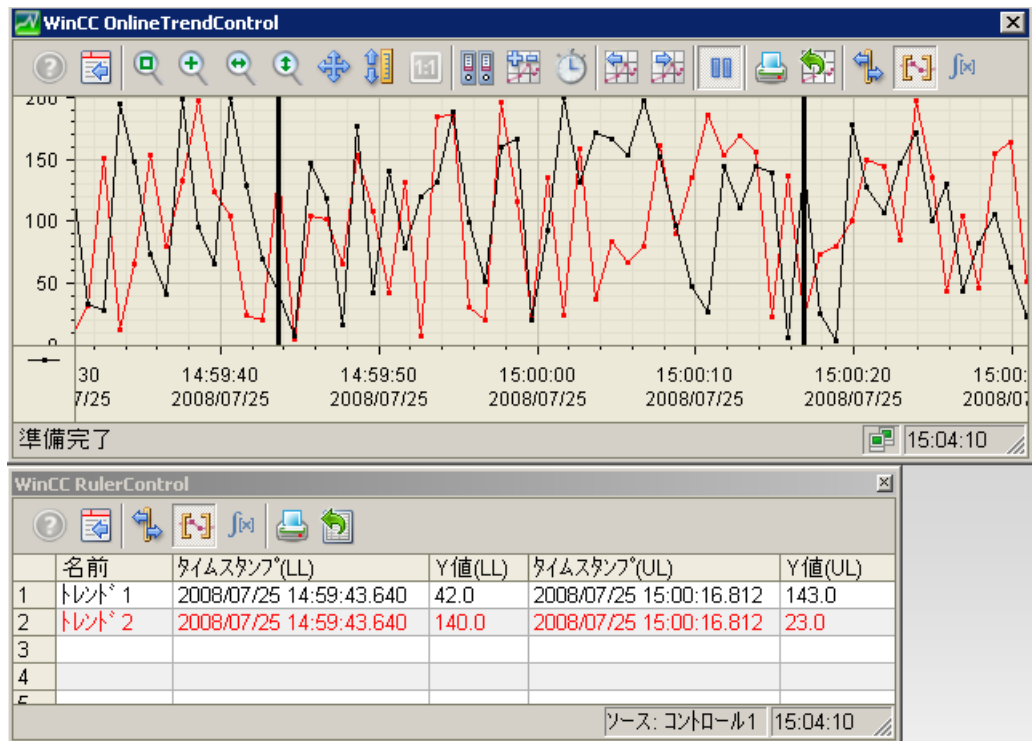 WinCC OnlineTrendControl
1:1
200
150
100
50
0
30 14:59:40 14:59:50 15:00:00 15:00:10 15:00:20 15:00:
7/25 2008/07/25 2008/07/25 2008/07/25 2008/07/25 2008/07/25 2008/07
準備完了 15:04:10
WinCC RulerControl
名前 タイムスタンプ(LL) Y値(LL) タイムスタンプ(UL) Y値(UL)
1 トレンド 1 2008/07/25 14:59:43.640 42.0 2008/07/25 15:00:16.812 143.0
2 トレンド 2 2008/07/25 14:59:43.640 140.0 2008/07/25 15:00:16.812 23.0
3
4
5
ソース: コントロール1 15:04:10